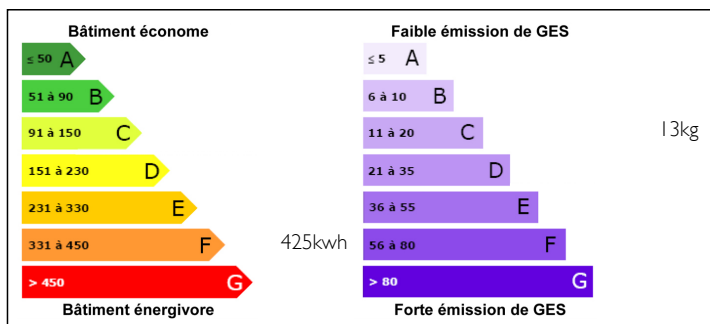 Bâtiment économe
≤ 50 A
51 à 90 B
91 à 150 C
151 à 230 D
231 à 330 E
331 à 450 F
425kwh
> 450 G
Bâtiment énergivore
Faible émission de GES
≤ 5 A
6 à 10 B
11 à 20 C
13kg
21 à 35 D
36 à 55 E
56 à 80 F
> 80 G
Forte émission de GES